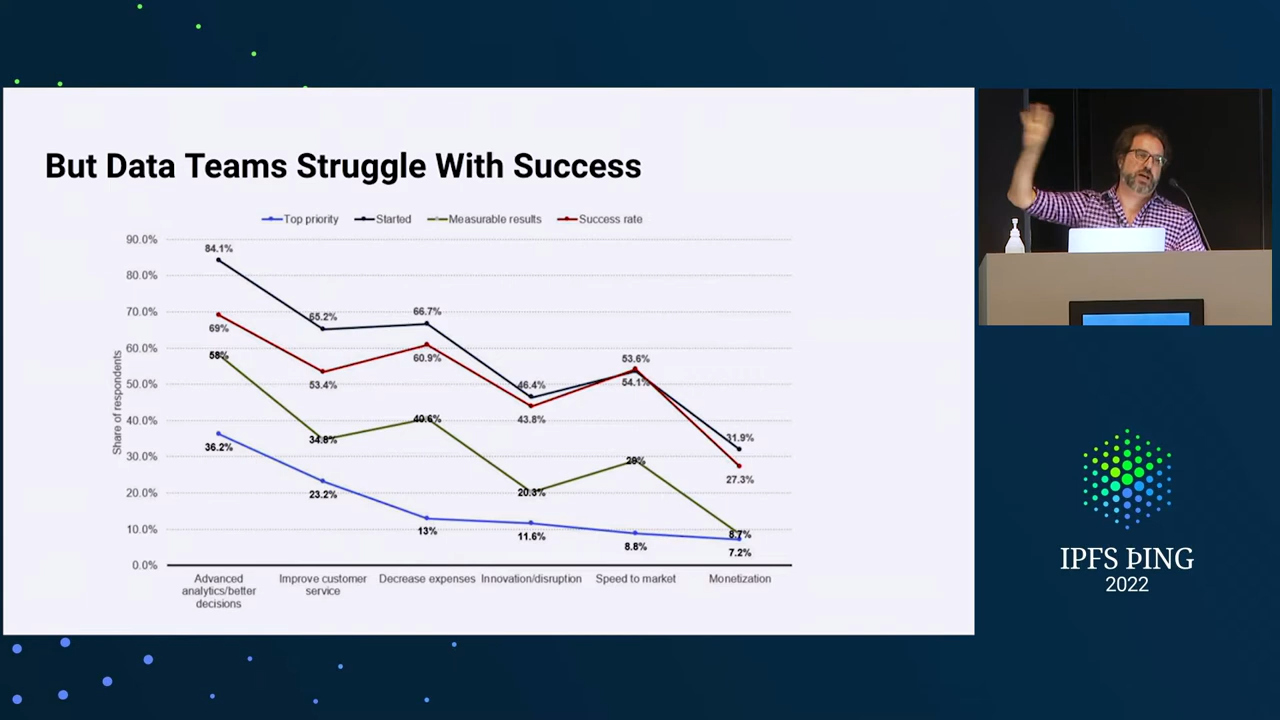 But Data Teams Struggle With Success
Top priority Started Measurable results Success rate
Share of respondents
90.0%
80.0%
70.0%
60.0%
50.0%
40.0%
30.0%
20.0%
10.0%
0.0%
84.1%
65.2%
66.7%
46.4%
53.6%
31.9%
69%
53.4%
60.9%
43.8%
54.1%
27.3%
58%
34.8%
40.6%
20.3%
29%
8.7%
36.2%
23.2%
13%
11.6%
8.8%
7.2%
Advanced
analytics/better
decisions
Improve customer
service
Decrease expenses
Innovation/disruption
Speed to market
Monetization
IPFS ÞING
2022